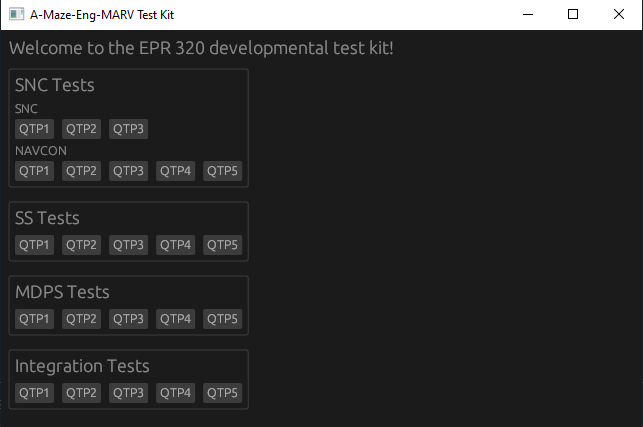 A-Maze-Eng-MARV Test Kit
Welcome to the EPR 320 developmental test kit!
SNC Tests
SNC
QTP1 QTP2 QTP3
NAVCON
QTP1 QTP2 QTP3 QTP4 QTP5
SS Tests
QTP1 QTP2 QTP3 QTP4 QTP5
MDPS Tests
QTP1 QTP2 QTP3 QTP4 QTP5
Integration Tests
QTP1 QTP2 QTP3 QTP4 QTP5